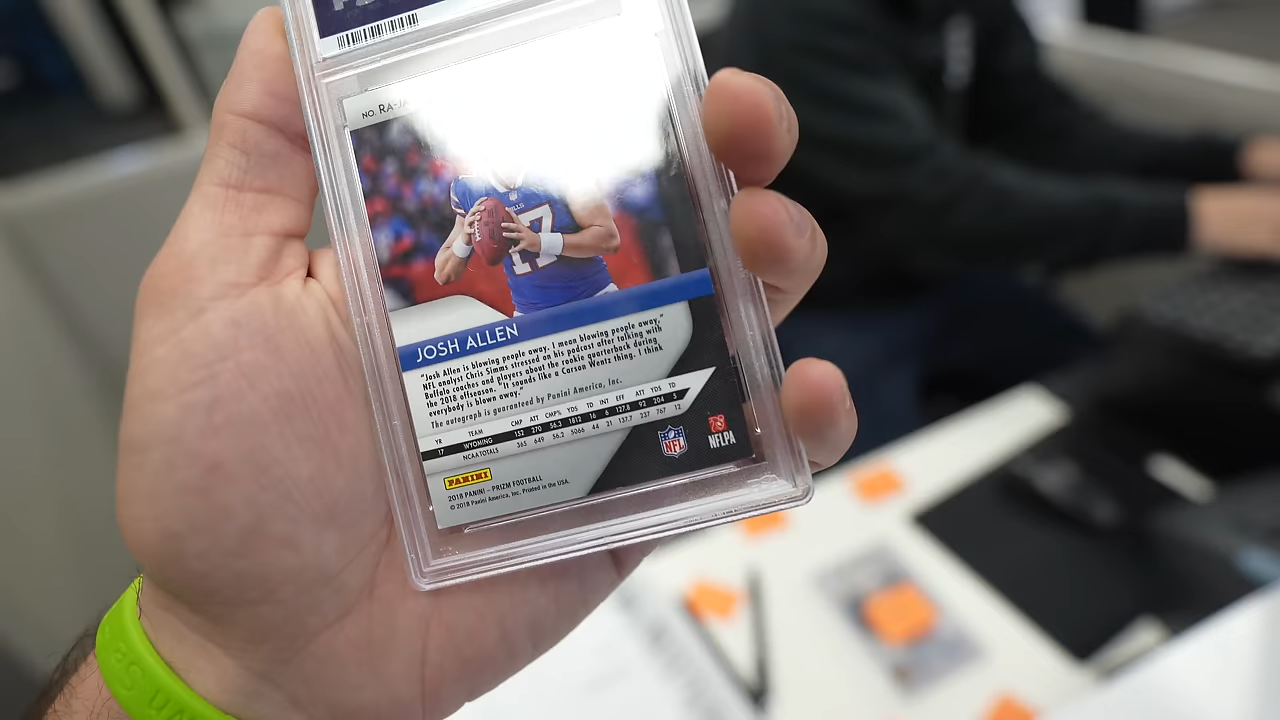 NO. RA-JA
BILLS
17
JOSH ALLEN
"Josh Allen is blowing people away. I mean blowing people away,"
NFL analyst Chris Simms stressed on his podcast after talking with
Buffalo coaches and players about the rookie quarterback during
the 2018 offseason. "It sounds like a Carson Wentz thing. I think
everybody is blown away."
The autograph is guaranteed by Panini America, Inc.
YR TEAM CMP ATT CMP% YDS TD INT EFF ATT YDS TD
17 WYOMING 152 270 56.3 1812 16 6 127.8 92 204 5
NCAA TOTALS 365 649 56.2 5066 44 21 137.7 237 767 12
NFL
NFLPA
PANINI
2018 PANINI – PRIZM FOOTBALL
© 2018 Panini America, Inc. Printed in the USA.